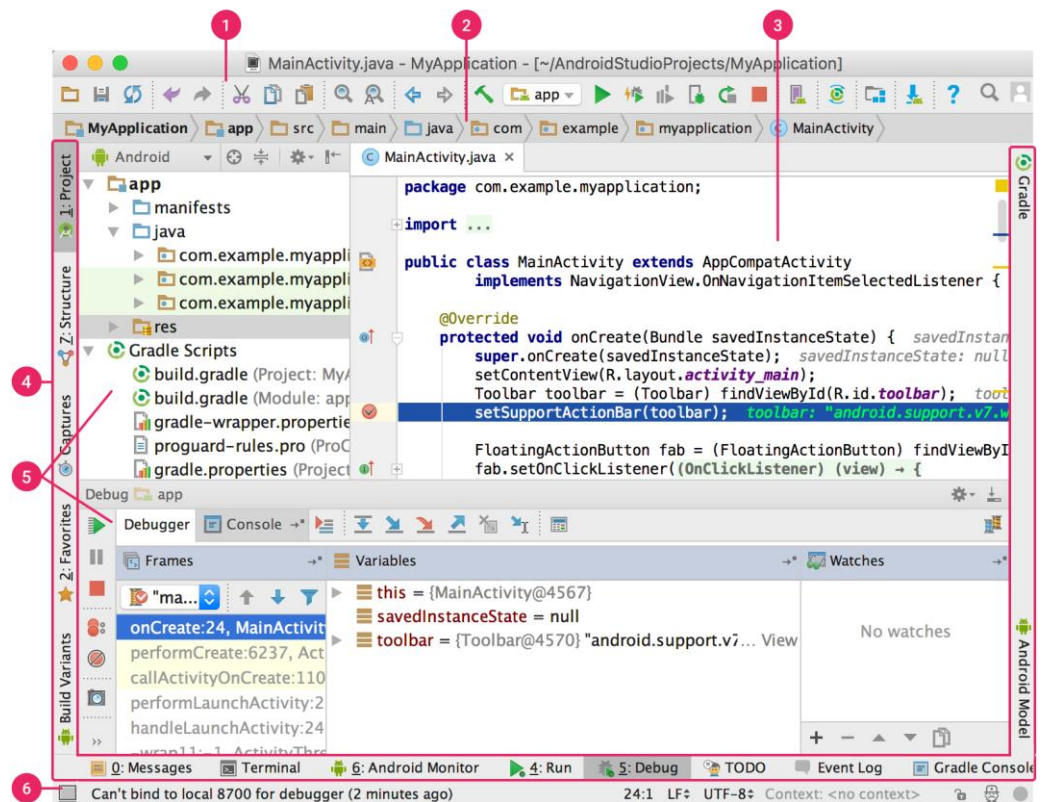 1
2
3
MainActivity.java - MyApplication - [~/AndroidStudioProjects/MyApplication]
app
?
MyApplication app src main java com example myapplication C MainActivity
1: Project
Z: Structure
Captures
2: Favorites
Build Variants
4
5
6
Android
app
manifests
java
com.example.myappli
com.example.myappli
com.example.myappli
res
Gradle Scripts
build.gradle (Project: MyA
build.gradle (Module: app
gradle-wrapper.propertie
proguard-rules.pro (ProC
gradle.properties (Project
C MainActivity.java ×
package com.example.myapplication;
import ...
public class MainActivity extends AppCompatActivity
implements NavigationView.OnNavigationItemSelectedListener {
@Override
protected void onCreate(Bundle savedInstanceState) { savedInstan
super.onCreate(savedInstanceState); savedInstanceState: null
setContentView(R.layout.activity_main);
Toolbar toolbar = (Toolbar) findViewById(R.id.toolbar); tool
setSupportActionBar(toolbar); toolbar: "android.support.v7.w
FloatingActionButton fab = (FloatingActionButton) findViewByI
fab.setOnClickListener((OnClickListener) (view) → {
Gradle
Android Model
Debug app
Debugger Console
Frames
Variables
Watches
"ma...
onCreate:24, MainActivit
performCreate:6237, Act
callActivityOnCreate:110
performLaunchActivity:2
handleLaunchActivity:24
-wrap11:-1, ActivityThre
this = {MainActivity@4567}
savedInstanceState = null
toolbar = {Toolbar@4570} "android.support.v7... View
No watches
0: Messages Terminal 6: Android Monitor 4: Run 5: Debug TODO Event Log Gradle Console
Can't bind to local 8700 for debugger (2 minutes ago) 24:1 LF UTF-8 Context: <no context>